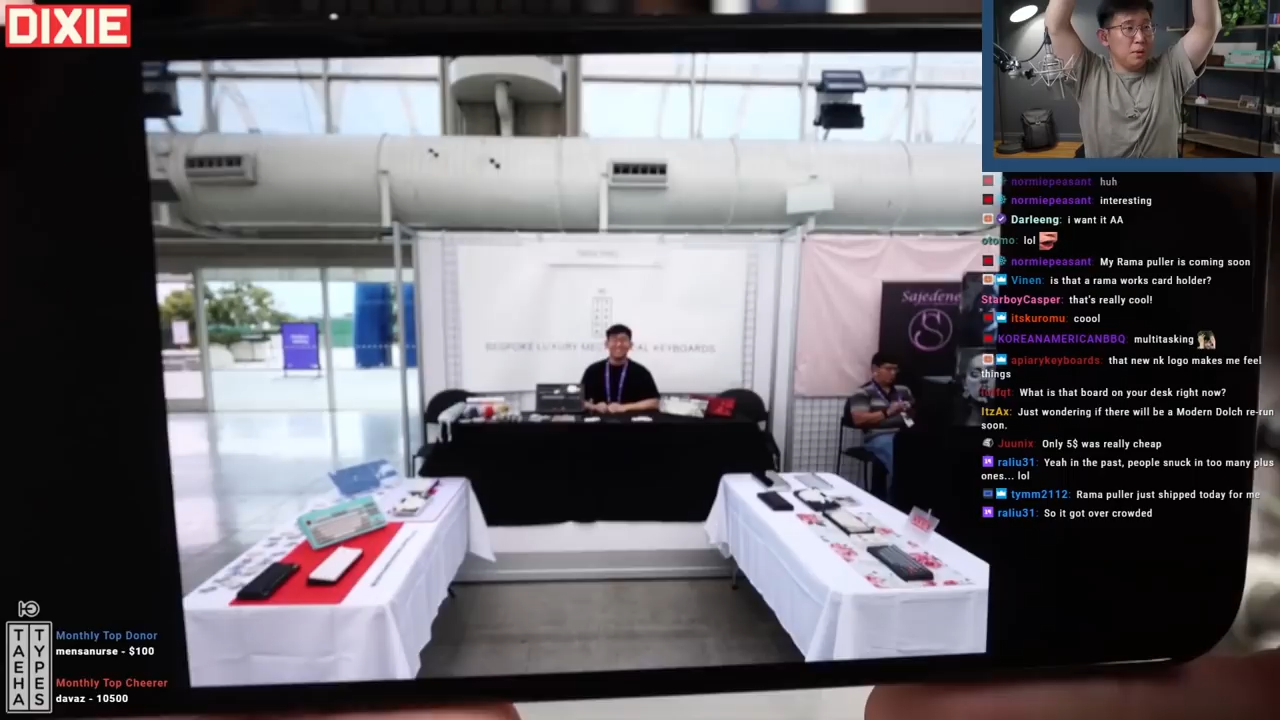 DIXIE
BESPOKE LUXURY KEYBOARDS
Sajedene
S
normiepeasant: huh
normiepeasant: interesting
Darleeng: i want it AA
otomo: lol
normiepeasant: My Rama puller is coming soon
Vinen: is that a rama works card holder?
StarboyCasper: that's really cool!
itskuromu: coool
KOREANAMERICANBBQ: multitasking
apiarykeyboards: that new nk logo makes me feel
things
What is that board on your desk right now?
ItzAx: Just wondering if there will be a Modern Dolch re-run
soon.
Juunix: Only 5$ was really cheap
raliu31: Yeah in the past, people snuck in too many plus
ones... lol
tymm2112: Rama puller just shipped today for me
raliu31: So it got over crowded
TAEHA
TYPES
Monthly Top Donor
mensanurse - $100
Monthly Top Cheerer
davaz - 10500